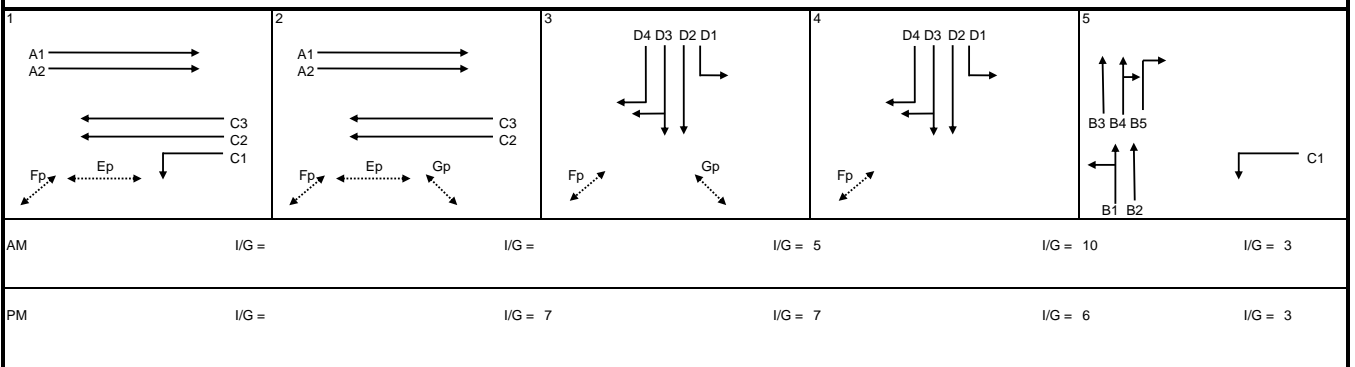 1 2 3 4 5
D4 D3 D2 D1 D4 D3 D2 D1
A1 A1
A2 A2
C3 C3 B3 B4 B5
C2 C2
C1 C1
Fp Ep Fp Ep Gp Fp Gp Fp
B1 B2
AM I/G = I/G = I/G = 5 I/G = 10 I/G = 3
PM I/G = I/G = 7 I/G = 7 I/G = 6 I/G = 3